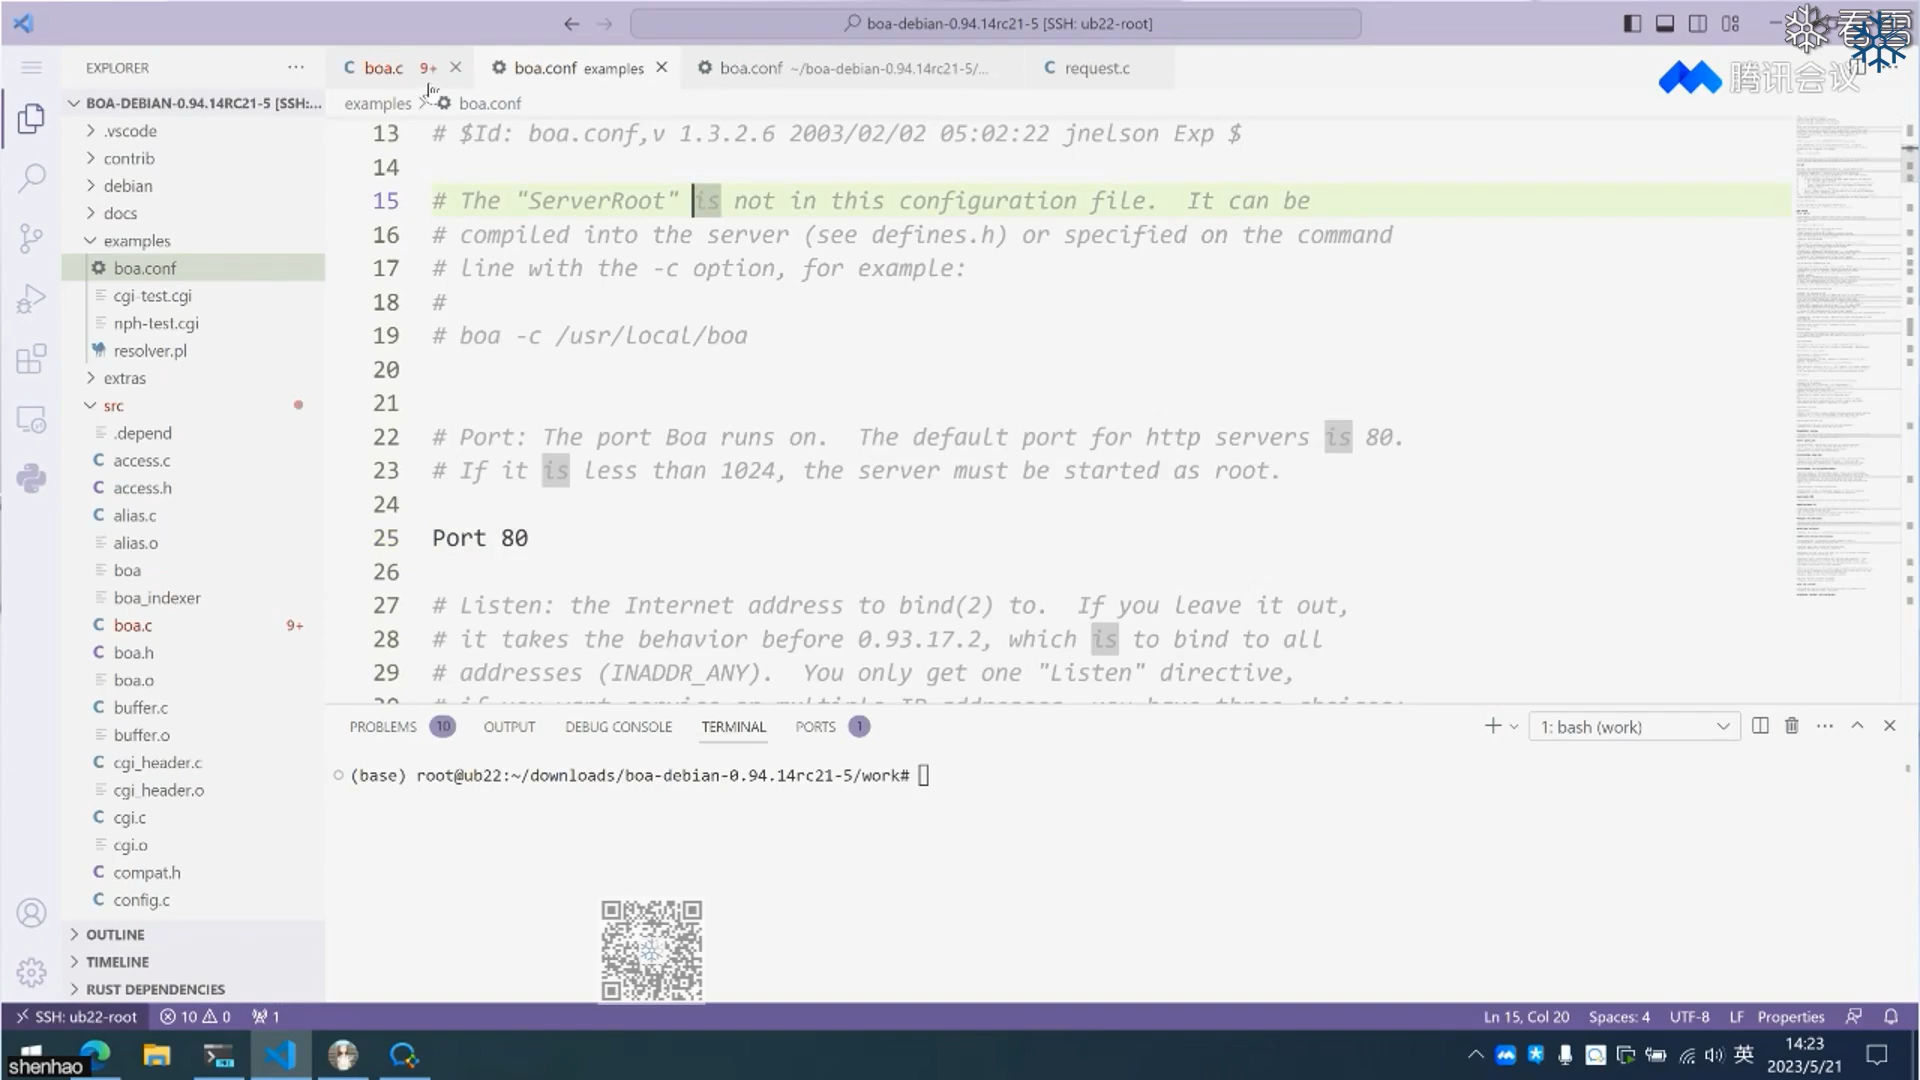 boa-debian-0.94.14rc21-5 [SSH: ub22-root]
看雪
腾讯会议
EXPLORER
boa.c 9+
boa.conf examples
boa.conf ~/boa-debian-0.94.14rc21-5/...
request.c
examples > boa.conf
BOA-DEBIAN-0.94.14RC21-5 [SSH:...
.vscode
contrib
debian
docs
examples
boa.conf
cgi-test.cgi
nph-test.cgi
resolver.pl
extras
src
.depend
access.c
access.h
alias.c
alias.o
boa
boa_indexer
boa.c 9+
boa.h
boa.o
buffer.c
buffer.o
cgi_header.c
cgi_header.o
cgi.c
cgi.o
compat.h
config.c
OUTLINE
TIMELINE
RUST DEPENDENCIES
13 # $Id: boa.conf,v 1.3.2.6 2003/02/02 05:02:22 jnelson Exp $
14
15 # The "ServerRoot" is not in this configuration file.  It can be
16 # compiled into the server (see defines.h) or specified on the command
17 # line with the -c option, for example:
18 #
19 # boa -c /usr/local/boa
20
21
22 # Port: The port Boa runs on.  The default port for http servers is 80.
23 # If it is less than 1024, the server must be started as root.
24
25 Port 80
26
27 # Listen: the Internet address to bind(2) to.  If you leave it out,
28 # it takes the behavior before 0.93.17.2, which is to bind to all
29 # addresses (INADDR_ANY).  You only get one "Listen" directive,
PROBLEMS 10 OUTPUT DEBUG CONSOLE TERMINAL PORTS 1
1: bash (work)
(base) root@ub22:~/downloads/boa-debian-0.94.14rc21-5/work#
SSH: ub22-root 10 0 1
Ln 15, Col 20 Spaces: 4 UTF-8 LF Properties
shenhao
英
14:23
2023/5/21